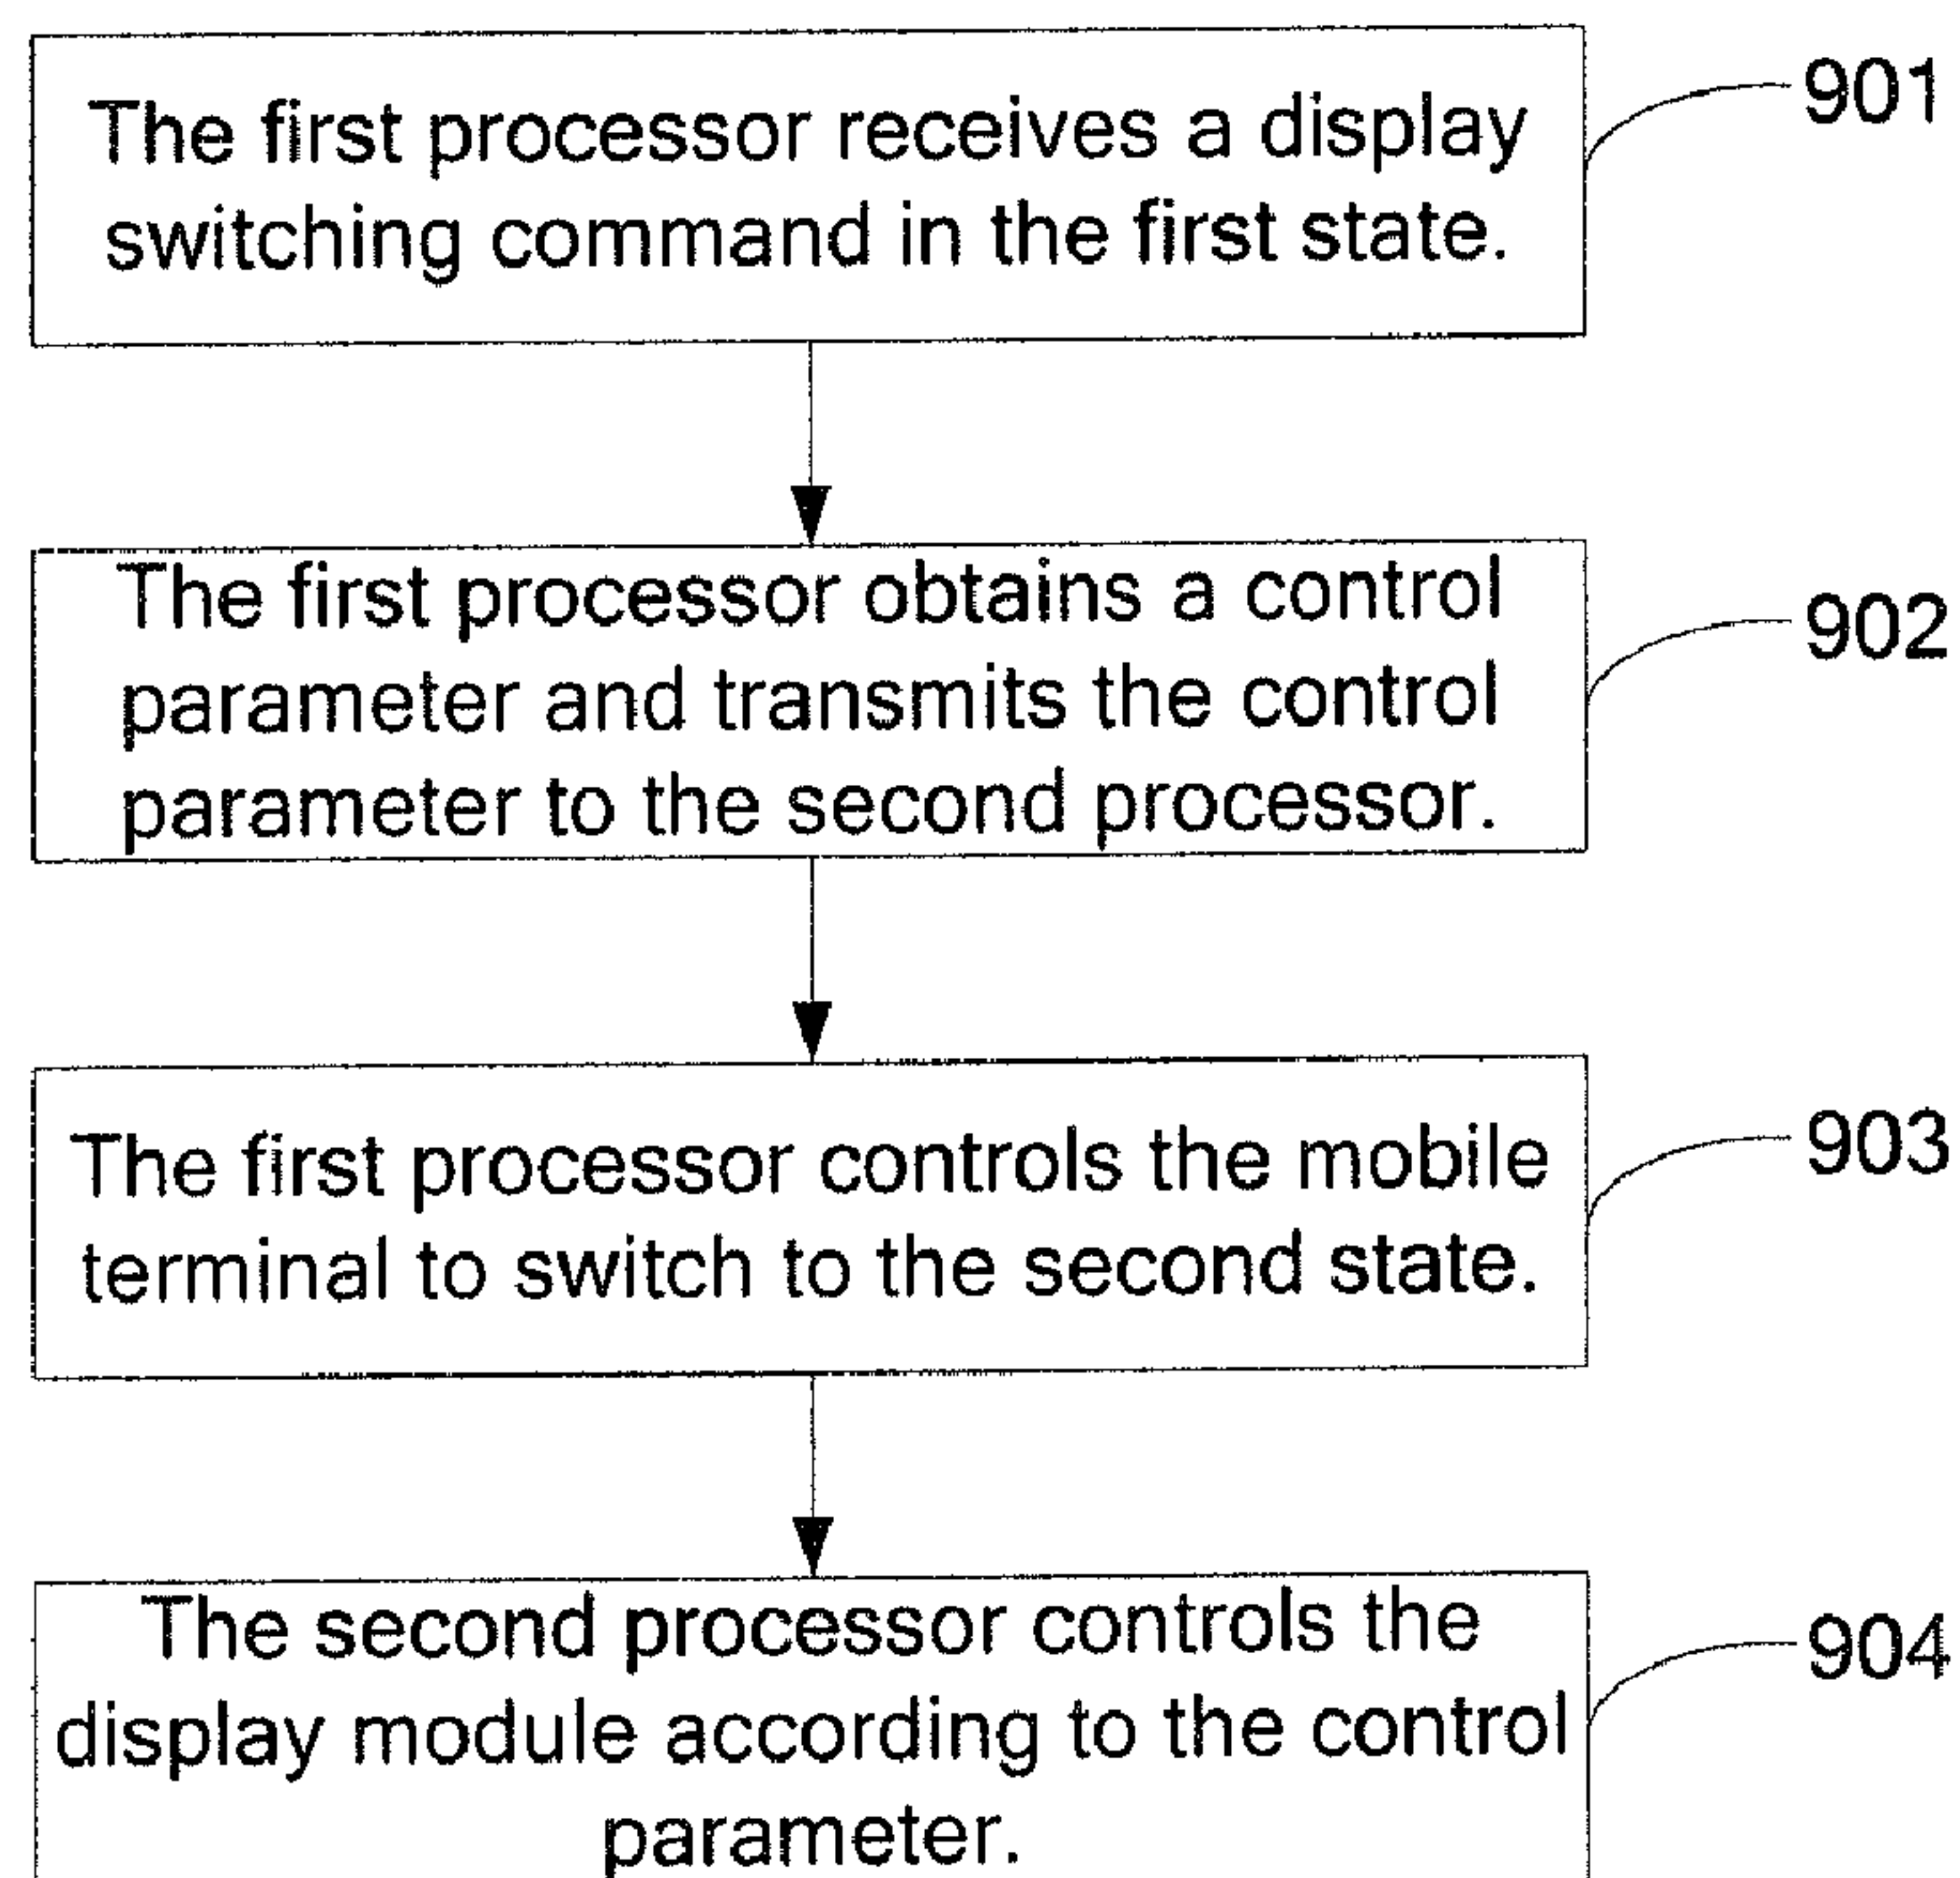 The first processor receives a display
switching command in the first state.
901
The first processor obtains a control
parameter and transmits the control
parameter to the second processor.
902
The first processor controls the mobile
terminal to switch to the second state.
903
The second processor controls the
display module according to the control
parameter.
904